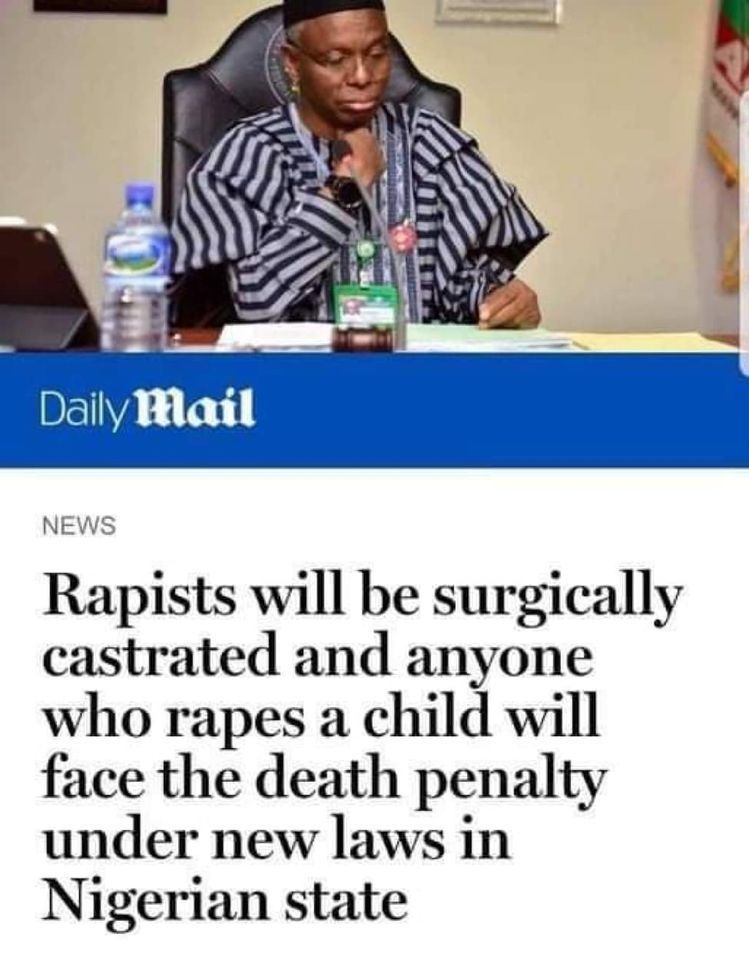 Daily Mail
NEWS
Rapists will be surgically
castrated and anyone
who rapes a child will
face the death penalty
under new laws in
Nigerian state